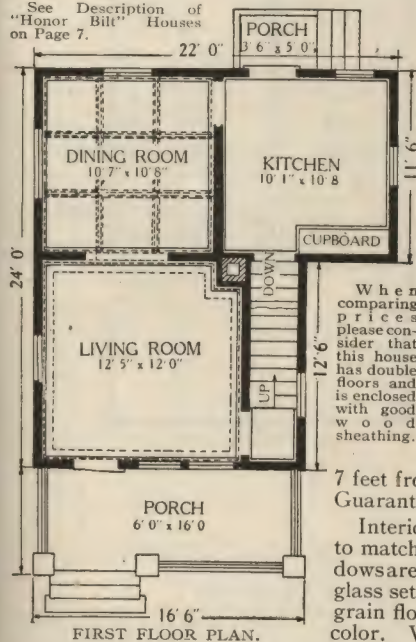 See Description of
"Honor Bilt" Houses
on Page 7.
22' 0"
PORCH
3' 6" x 5' 0"
DINING ROOM
10' 7" x 10' 8"
KITCHEN
10' 1" x 10' 8
11' 6"
CUPBOARD
DOWN
24' 0'
LIVING ROOM
12' 5" x 12' 0"
UP
12' 6"
When
comparing
prices
please con-
sider that
this house
has double
floors and
is enclosed
with good
wood
sheathing.
PORCH
6' 0" x 16' 0
16' 6"
FIRST FLOOR PLAN.
7 feet fro
Guarant
Interio
to match
dows are
glass set
grain flo
color.